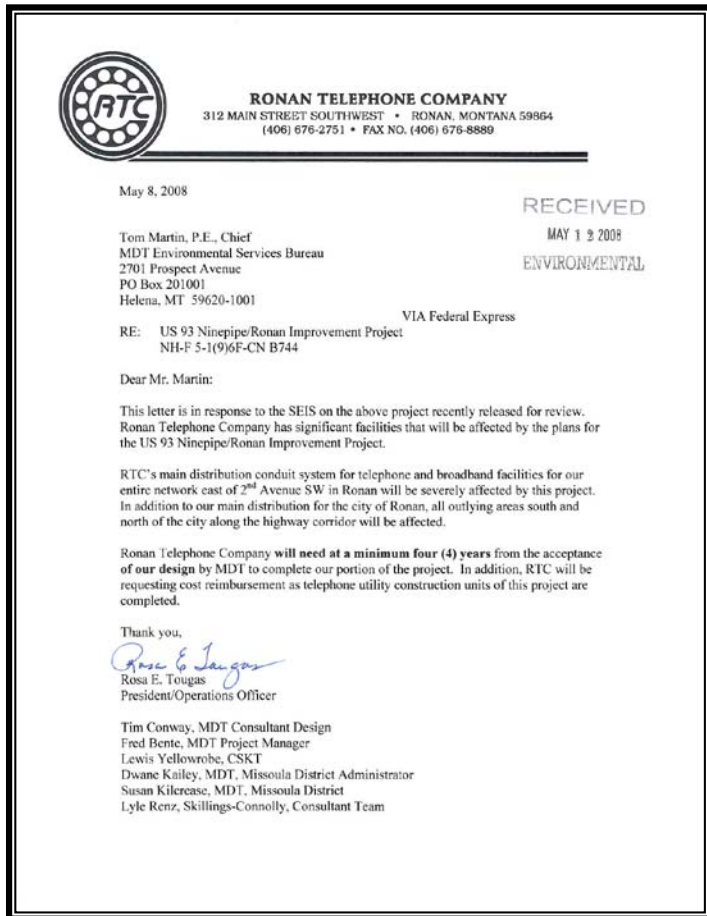 RTC
RONAN TELEPHONE COMPANY
312 MAIN STREET SOUTHWEST • RONAN, MONTANA 59864
(406) 676-2751 • FAX NO. (406) 676-8889
May 8, 2008
RECEIVED
MAY 1 2 2008
ENVIRONMENTAL
Tom Martin, P.E., Chief
MDT Environmental Services Bureau
2701 Prospect Avenue
PO Box 201001
Helena, MT 59620-1001
VIA Federal Express
RE: US 93 Ninepipe/Ronan Improvement Project
NH-F 5-1(9)6F-CN B744
Dear Mr. Martin:
This letter is in response to the SEIS on the above project recently released for review.
Ronan Telephone Company has significant facilities that will be affected by the plans for
the US 93 Ninepipe/Ronan Improvement Project.
RTC's main distribution conduit system for telephone and broadband facilities for our
entire network east of 2nd Avenue SW in Ronan will be severely affected by this project.
In addition to our main distribution for the city of Ronan, all outlying areas south and
north of the city along the highway corridor will be affected.
Ronan Telephone Company will need at a minimum four (4) years from the acceptance
of our design by MDT to complete our portion of the project. In addition, RTC will be
requesting cost reimbursement as telephone utility construction units of this project are
completed.
Thank you,
Rosa E Tougas
Rosa E. Tougas
President/Operations Officer
Tim Conway, MDT Consultant Design
Fred Bente, MDT Project Manager
Lewis Yellowrobe, CSKT
Dwane Kailey, MDT, Missoula District Administrator
Susan Kilcrease, MDT, Missoula District
Lyle Renz, Skillings-Connolly, Consultant Team